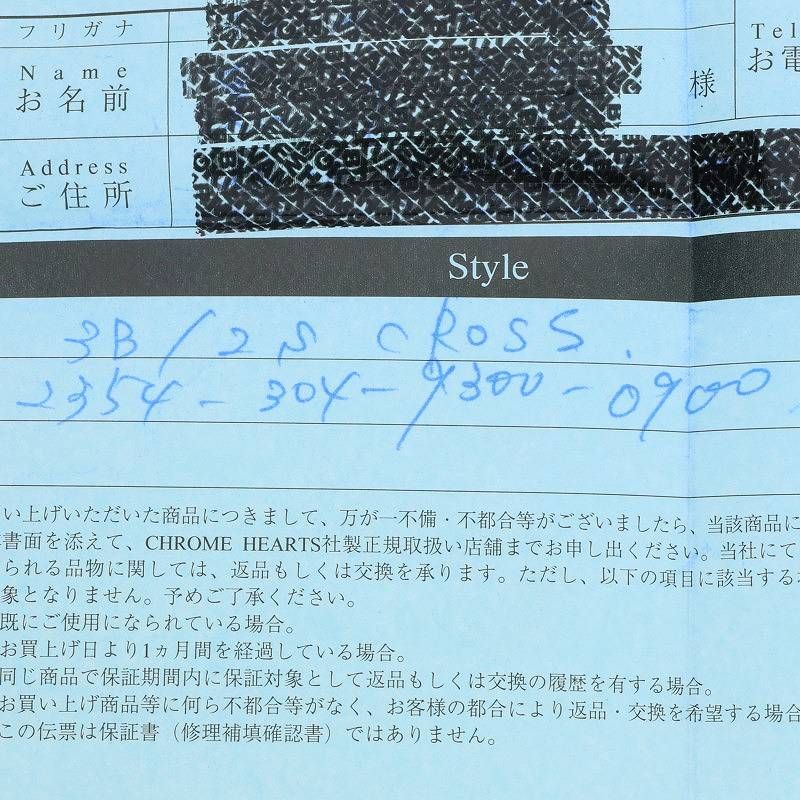 フリガナ
Name
お名前
様
Tel
お電
Address
ご住所
Style
3B/2S CROSS.
2354-304-9300-0900
い上げいただいた商品につきまして、万が一不備・不都合等がございましたら、当該商品に
書面を添えて、CHROME HEARTS社製正規取扱い店舗までお申し出ください。当社にて
られる品物に関しては、返品もしくは交換を承ります。ただし、以下の項目に該当する
象となりません。予めご了承ください。
既にご使用になられている場合。
お買上げ日より1ヵ月間を経過している場合。
同じ商品で保証期間内に保証対象として返品もしくは交換の履歴を有する場合。
お買い上げ商品等に何ら不都合等がなく、お客様の都合により返品・交換を希望する場合
この伝票は保証書（修理補填確認書）ではありません。